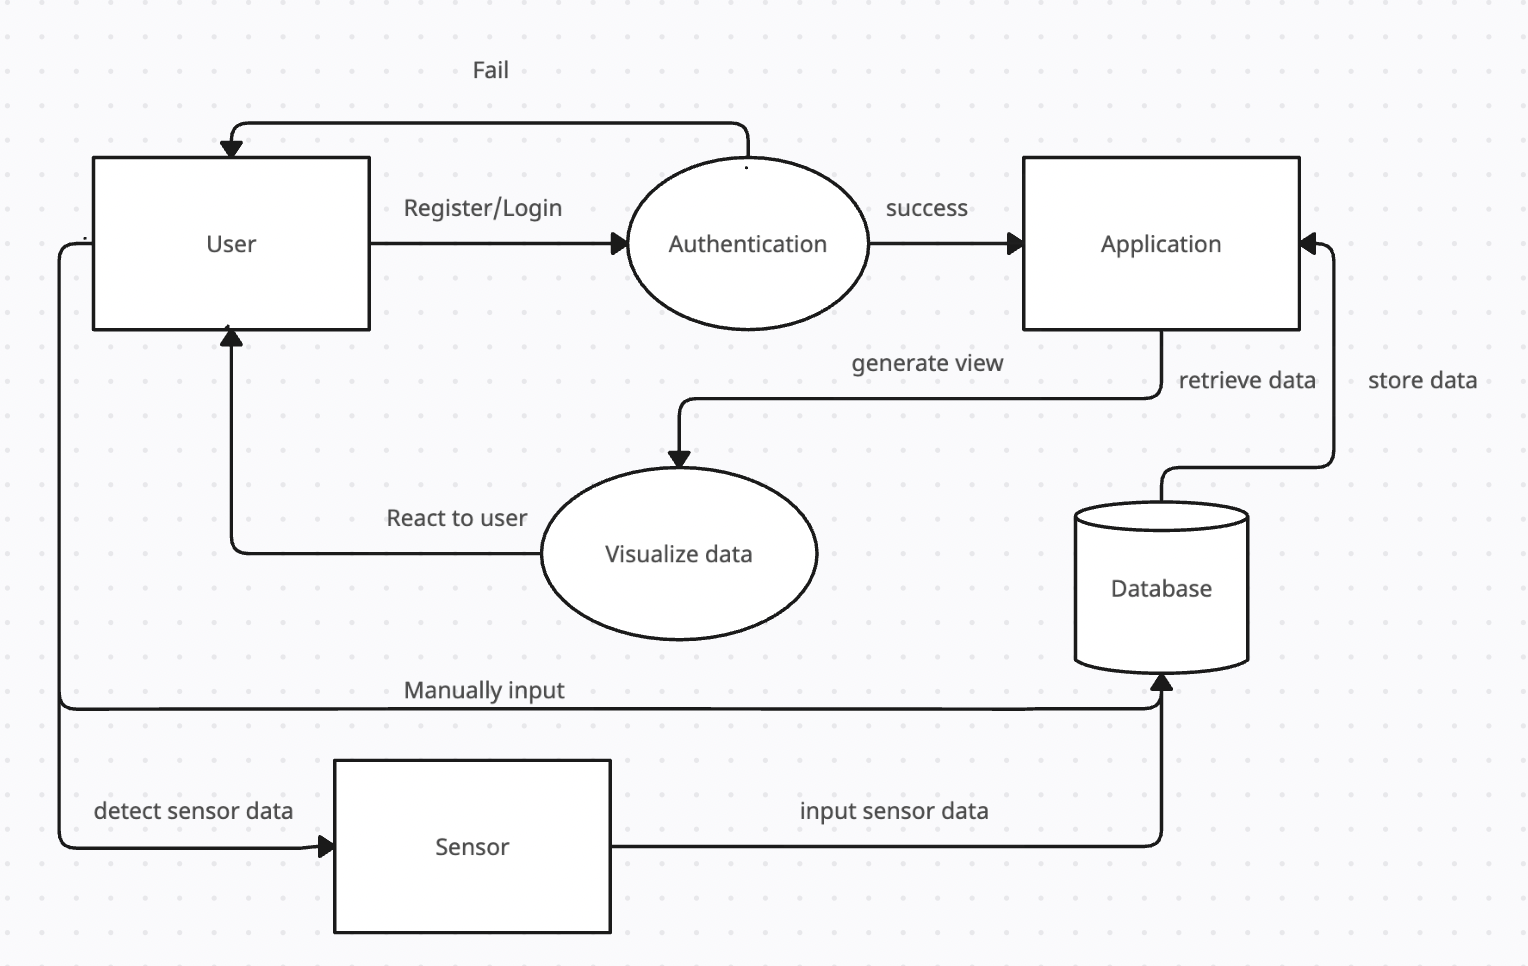 Fail
Register/Login
success
User
Authentication
Application
generate view
retrieve data
store data
React to user
Visualize data
Database
Manually input
detect sensor data
input sensor data
Sensor